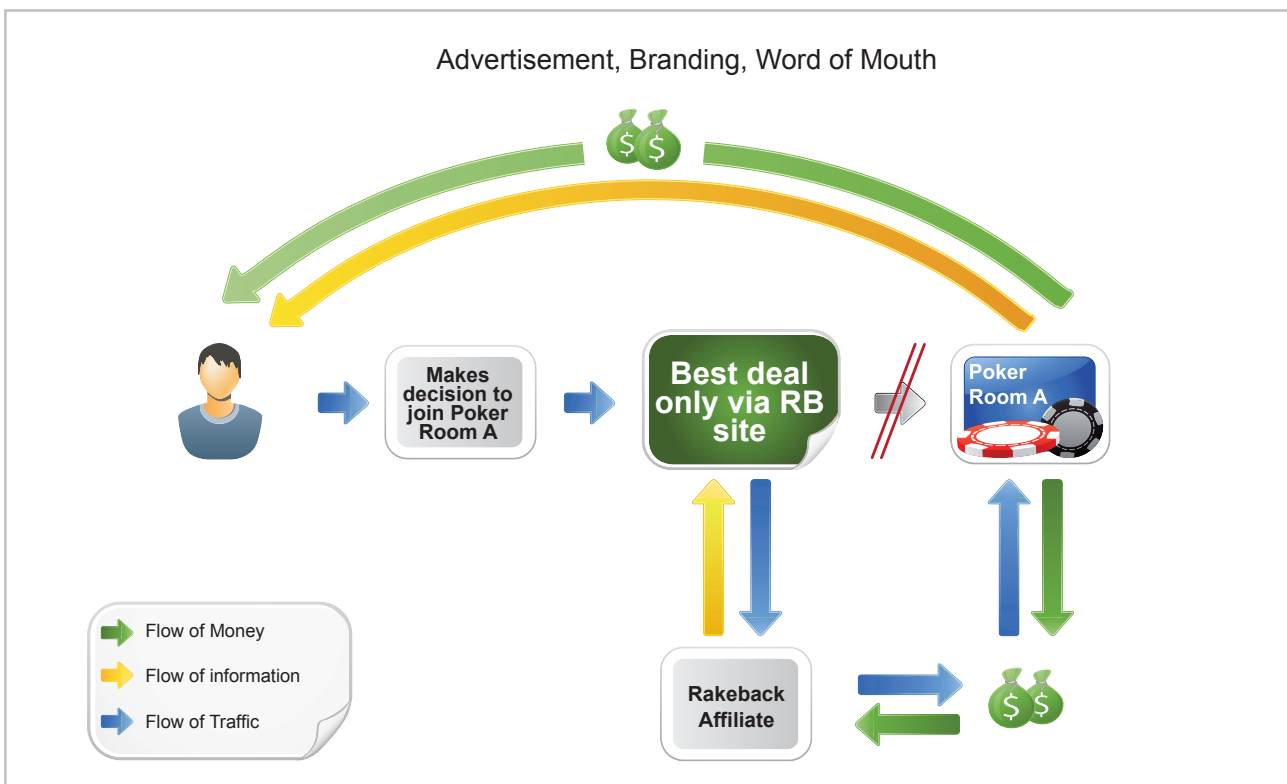 Advertisement, Branding, Word of Mouth
$ $
Makes
decision to
join Poker
Room A
Best deal
only via RB
site
Poker
Room A
Flow of Money
Flow of information
Flow of Traffic
Rakeback
Affiliate
$ $